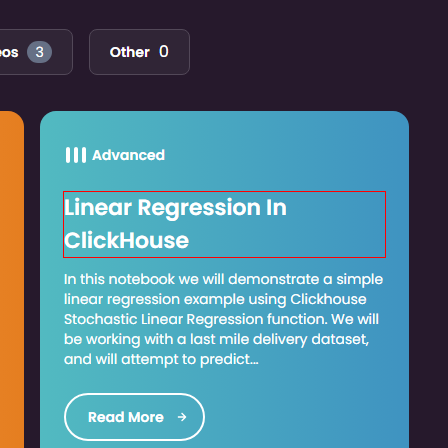 eos 3 Other 0
Advanced
Linear Regression In
ClickHouse
In this notebook we will demonstrate a simple
linear regression example using Clickhouse
Stochastic Linear Regression function. We will
be working with a last mile delivery dataset,
and will attempt to predict...
Read More →